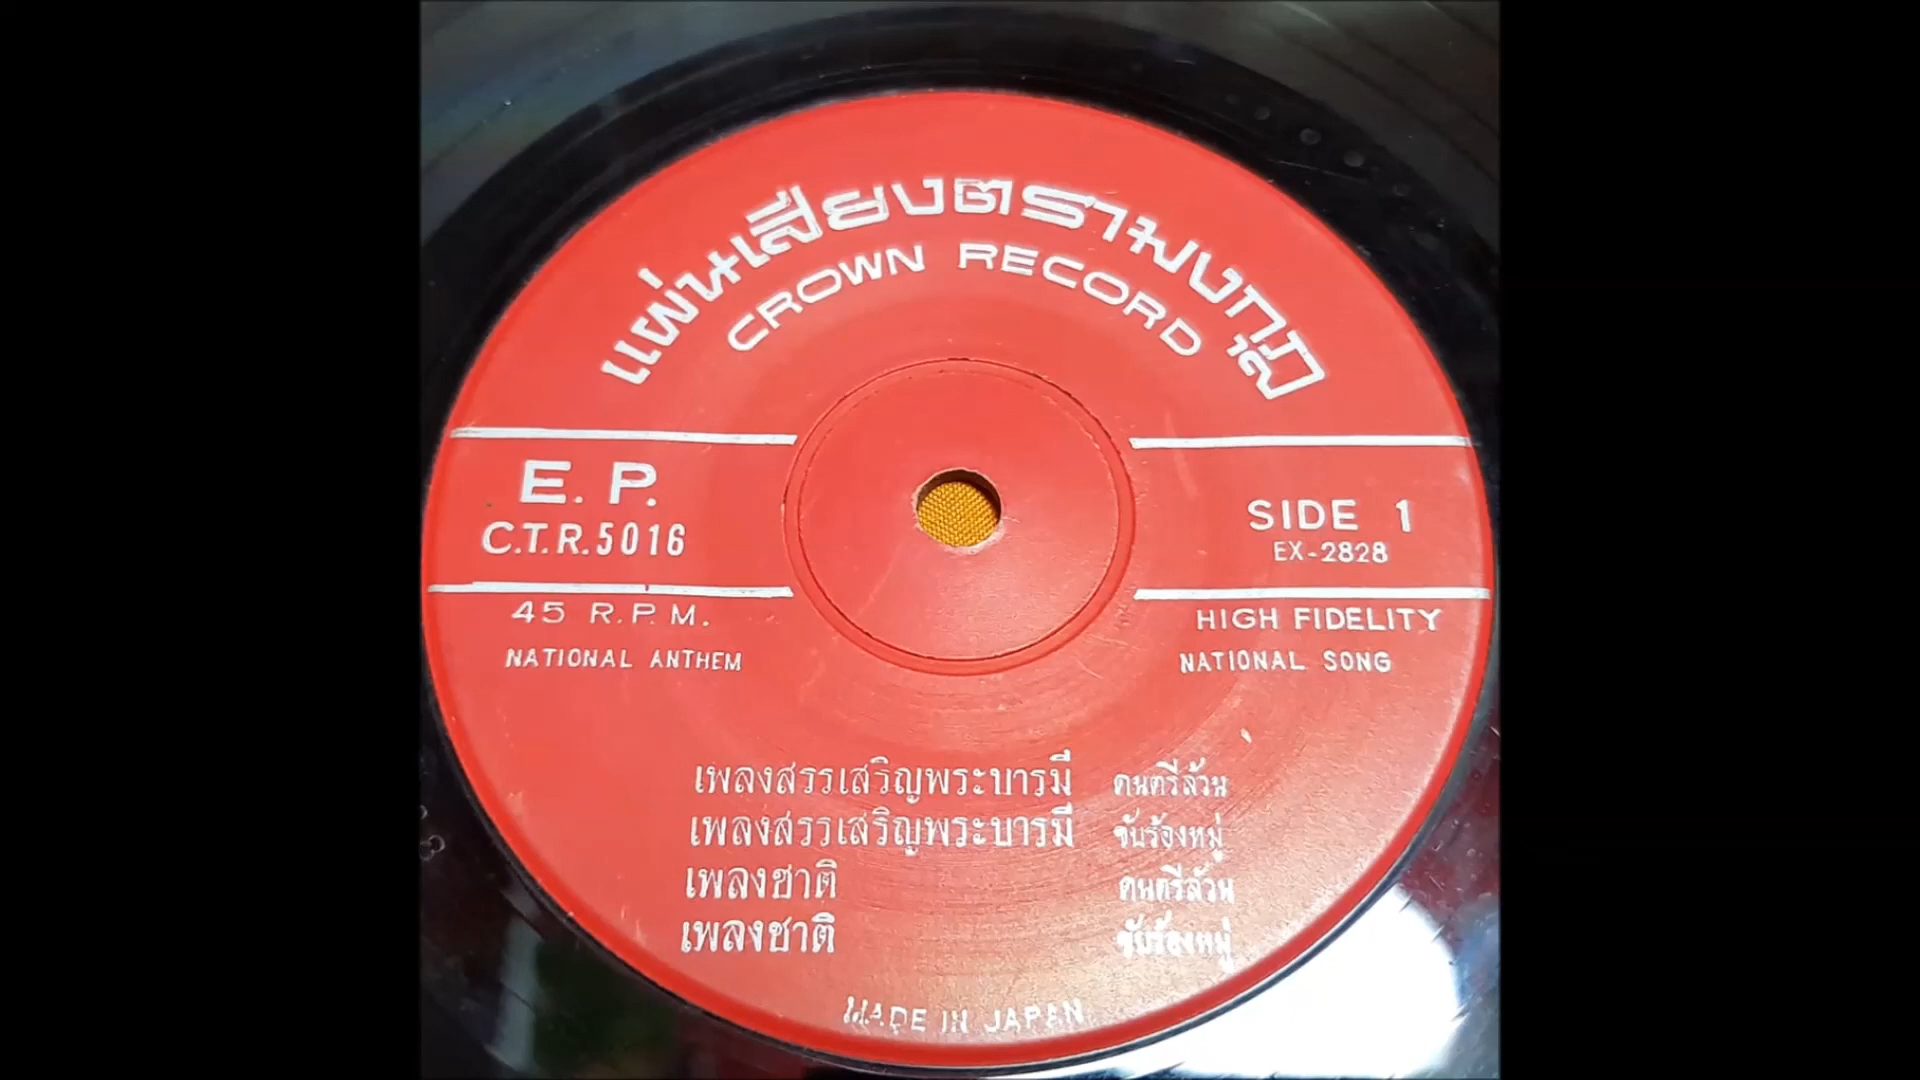 แผ่นเสียงตรามงกุฎ
CROWN RECORD
E. P.
C.T.R.5016
SIDE 1
EX-2828
45 R.P.M.
HIGH FIDELITY
NATIONAL ANTHEM
NATIONAL SONG
เพลงสรรเสริญพระบารมี ดนตรีล้วน
เพลงสรรเสริญพระบารมี ขับร้องหมู่
เพลงชาติ ดนตรีล้วน
เพลงชาติ ขับร้องหมู่
MADE IN JAPAN